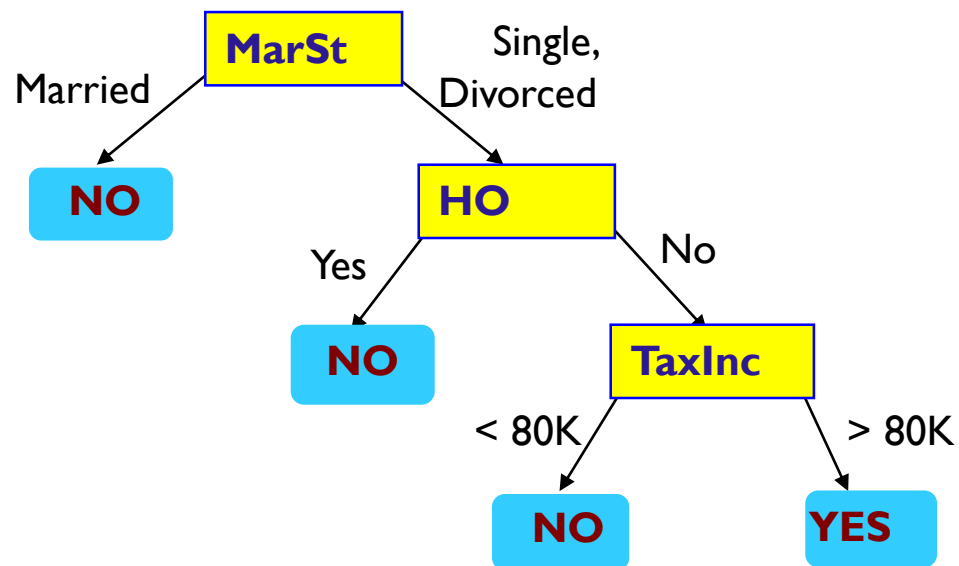 MarSt
Single,
Divorced
Married
NO
HO
Yes
No
NO
TaxInc
< 80K
> 80K
NO
YES